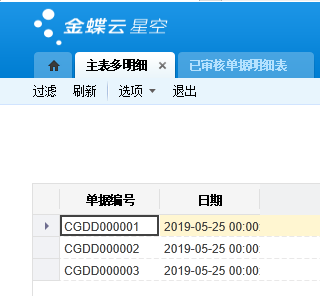 金蝶云 星空
主表多明细 × 已审核单据明细表
过滤 刷新 选项 退出
单据编号 日期
CGDD000001 2019-05-25 00:00:
CGDD000002 2019-05-25 00:00:
CGDD000003 2019-05-25 00:00: